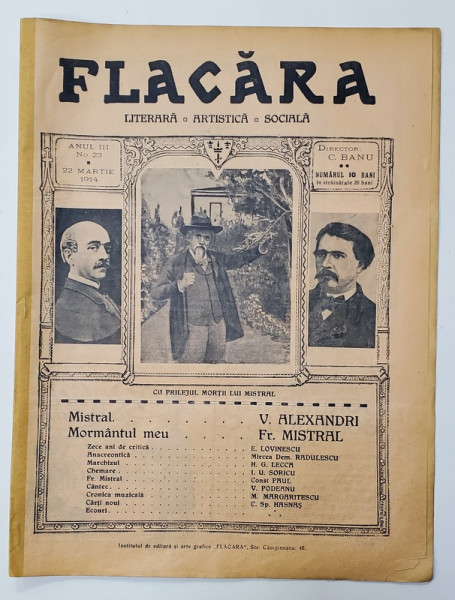 FLACĂRA
LITERARĂ ▫ ARTISTICĂ ▫ SOCIALĂ
ANUL III
No. 23
22 MARTIE
1914
DIRECTOR:
C. BANU
NUMĂRUL 10 BANI
în străinătate 20 bani
CU PRILEJUL MORȚII LUI MISTRAL
Mistral. . . . . . V. ALEXANDRI
Mormântul meu . . . . Fr. MISTRAL
Zece ani de critică . . . E. LOVINESCU
Anacreontică . . . Mircea Dem. RADULESCU
Marchizul . . . H. G. LECCA
Chemare . . . I. U. SORICU
Fr. Mistral . . . Const PAUL
Cântec . . . V. PODEANU
Cronica muzicală . . . M. MARGARITESCU
Cărți noui . . . C. Sp. HASNAȘ
Ecouri . . .
Institutul de editură și arte grafice „FLACĂRA", Str. Câmpineanu, 40.